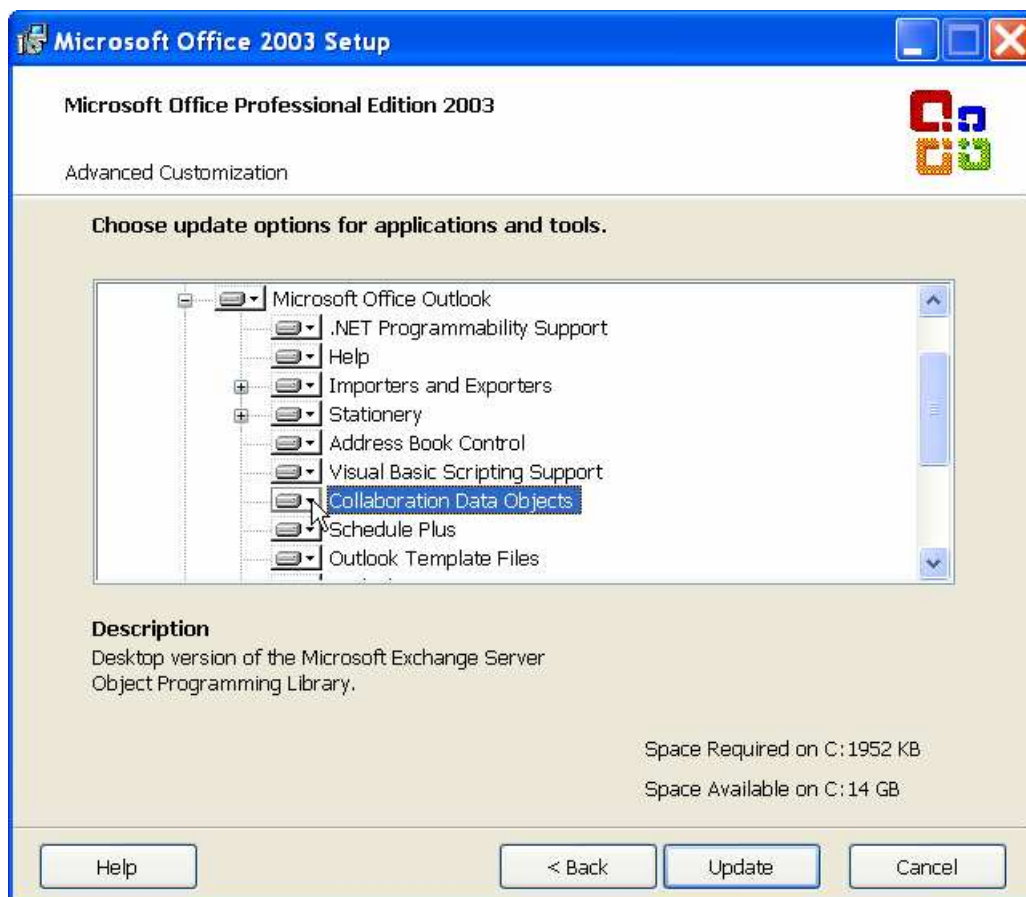 Microsoft Office 2003 Setup
Microsoft Office Professional Edition 2003
Advanced Customization
Choose update options for applications and tools.
Microsoft Office Outlook
.NET Programmability Support
Help
Importers and Exporters
Stationery
Address Book Control
Visual Basic Scripting Support
Collaboration Data Objects
Schedule Plus
Outlook Template Files
Description
Desktop version of the Microsoft Exchange Server
Object Programming Library.
Space Required on C: 1952 KB
Space Available on C: 14 GB
Help < Back Update Cancel